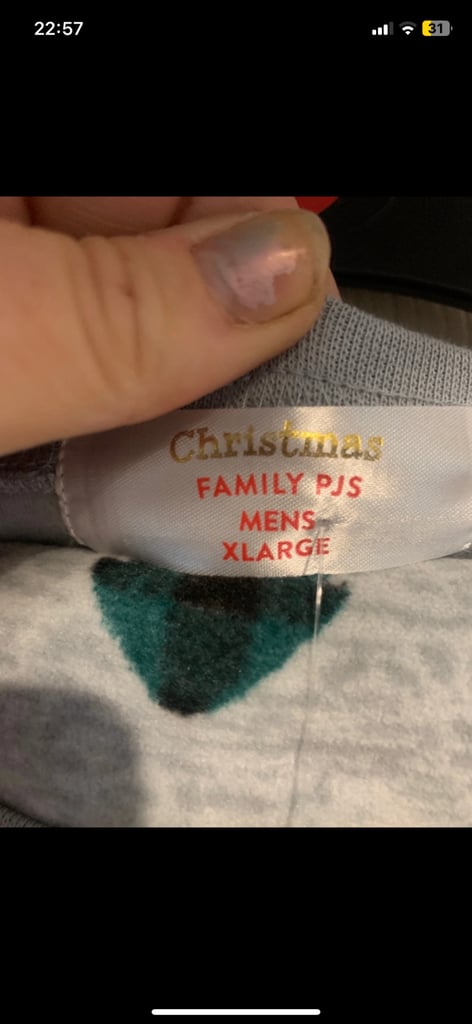 22:57
31
Christmas
FAMILY PJS
MENS
XLARGE